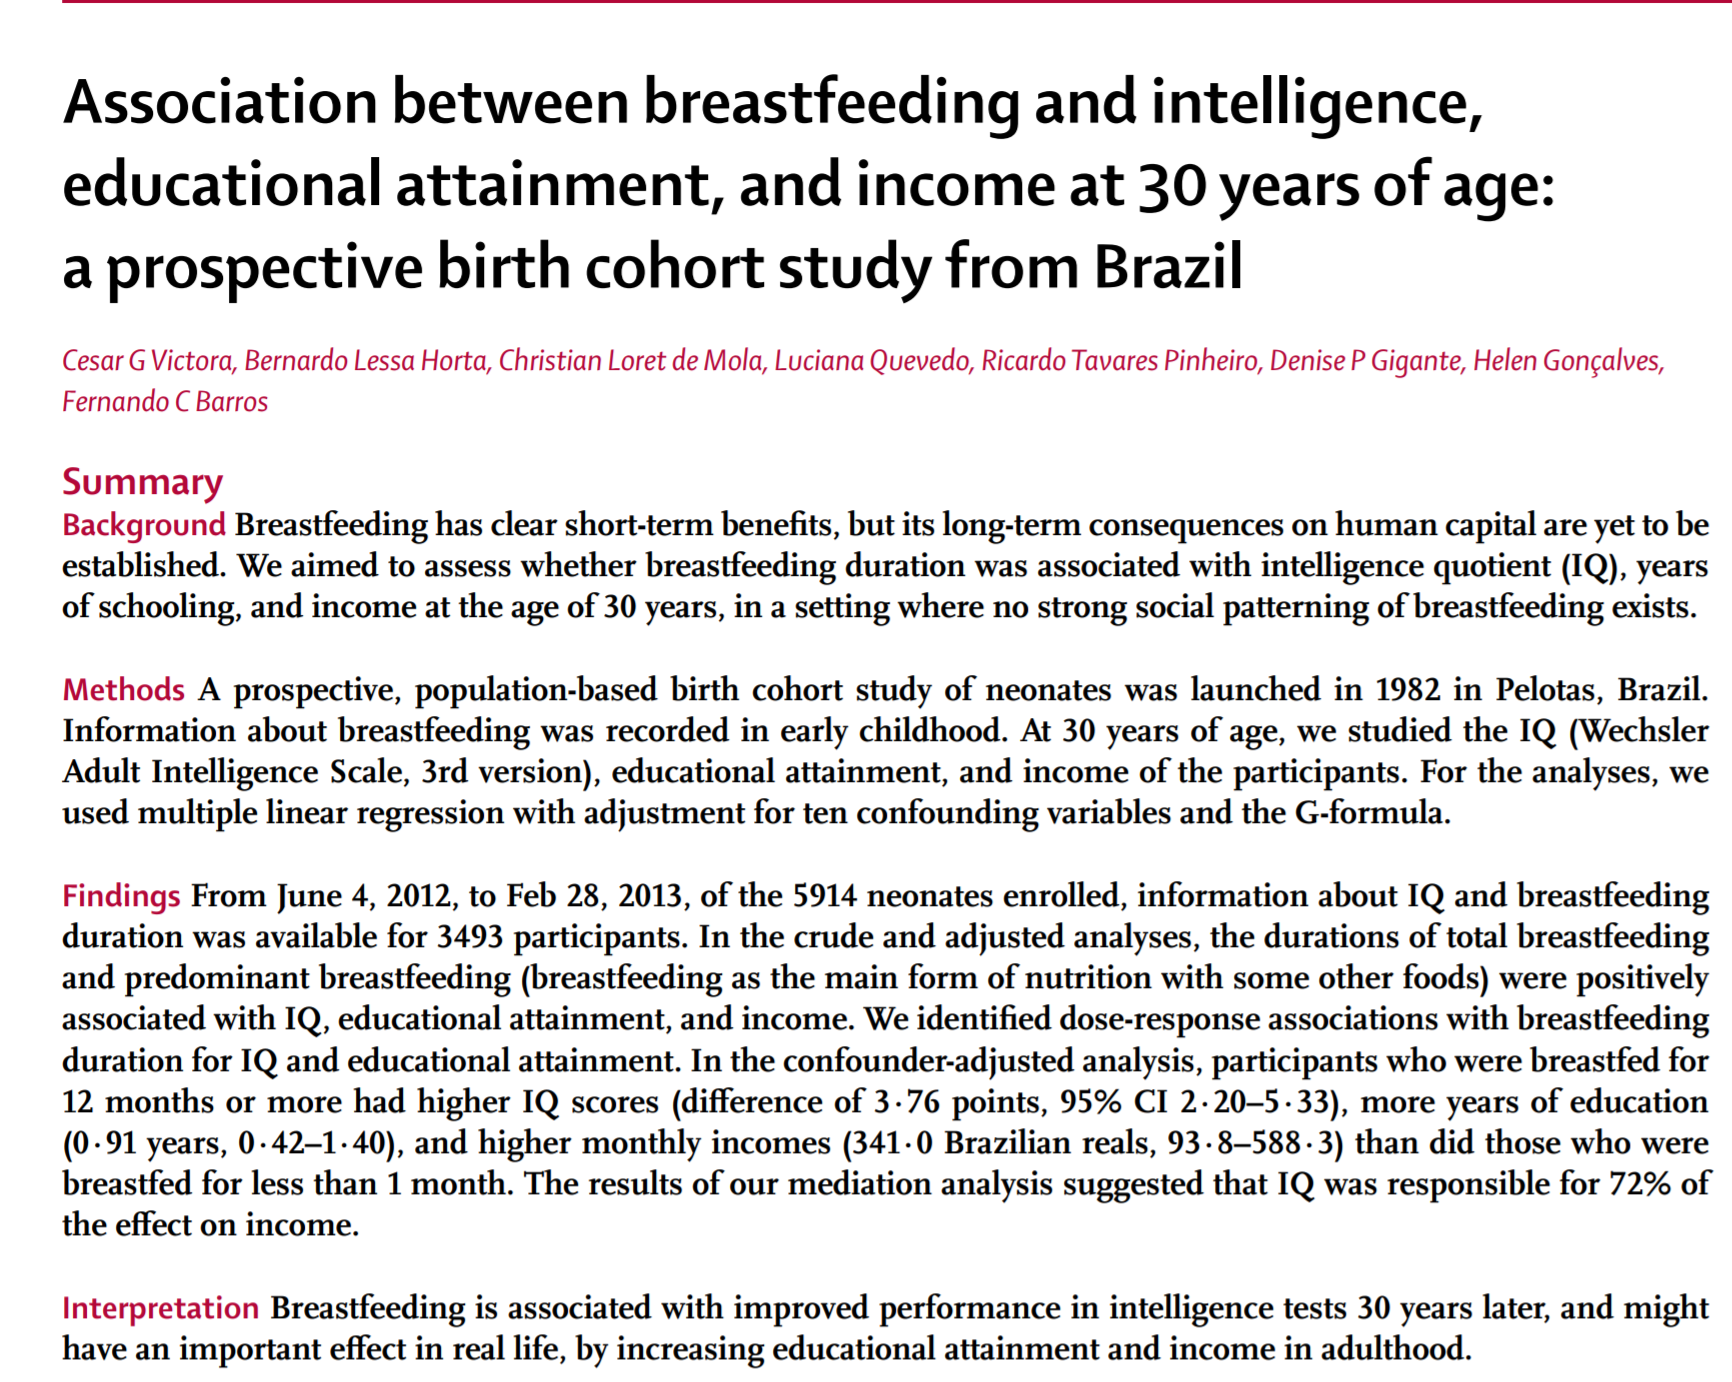 Association between breastfeeding and intelligence,
educational attainment, and income at 30 years of age:
a prospective birth cohort study from Brazil
Cesar G Victora, Bernardo Lessa Horta, Christian Loret de Mola, Luciana Quevedo, Ricardo Tavares Pinheiro, Denise P Gigante, Helen Gonçalves,
Fernando C Barros
Summary
Background Breastfeeding has clear short-term benefits, but its long-term consequences on human capital are yet to be
established. We aimed to assess whether breastfeeding duration was associated with intelligence quotient (IQ), years
of schooling, and income at the age of 30 years, in a setting where no strong social patterning of breastfeeding exists.
Methods A prospective, population-based birth cohort study of neonates was launched in 1982 in Pelotas, Brazil.
Information about breastfeeding was recorded in early childhood. At 30 years of age, we studied the IQ (Wechsler
Adult Intelligence Scale, 3rd version), educational attainment, and income of the participants. For the analyses, we
used multiple linear regression with adjustment for ten confounding variables and the G-formula.
Findings From June 4, 2012, to Feb 28, 2013, of the 5914 neonates enrolled, information about IQ and breastfeeding
duration was available for 3493 participants. In the crude and adjusted analyses, the durations of total breastfeeding
and predominant breastfeeding (breastfeeding as the main form of nutrition with some other foods) were positively
associated with IQ, educational attainment, and income. We identified dose-response associations with breastfeeding
duration for IQ and educational attainment. In the confounder-adjusted analysis, participants who were breastfed for
12 months or more had higher IQ scores (difference of 3·76 points, 95% CI 2·20–5·33), more years of education
(0·91 years, 0·42–1·40), and higher monthly incomes (341·0 Brazilian reals, 93·8–588·3) than did those who were
breastfed for less than 1 month. The results of our mediation analysis suggested that IQ was responsible for 72% of
the effect on income.
Interpretation Breastfeeding is associated with improved performance in intelligence tests 30 years later, and might
have an important effect in real life, by increasing educational attainment and income in adulthood.